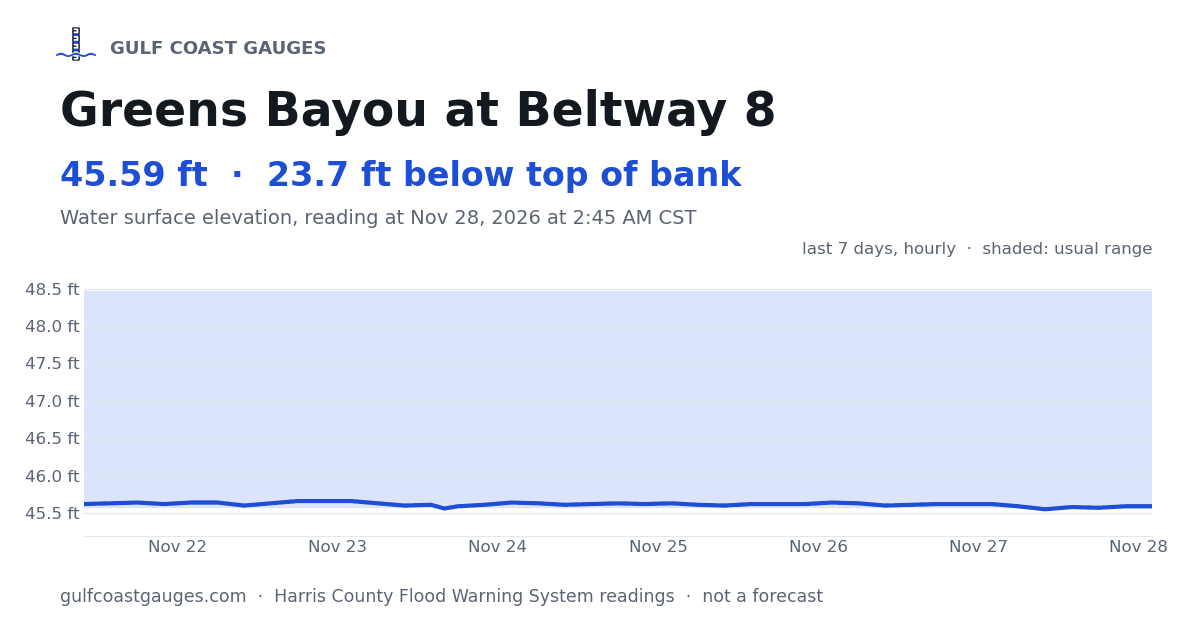 GULF COAST GAUGES
Greens Bayou at Beltway 8
45.59 ft · 23.7 ft below top of bank
Water surface elevation, reading at Nov 28, 2026 at 2:45 AM CST
last 7 days, hourly · shaded: usual range
48.5 ft
48.0 ft
47.5 ft
47.0 ft
46.5 ft
46.0 ft
45.5 ft
Nov 22 Nov 23 Nov 24 Nov 25 Nov 26 Nov 27 Nov 28
gulfcoastgauges.com · Harris County Flood Warning System readings · not a forecast